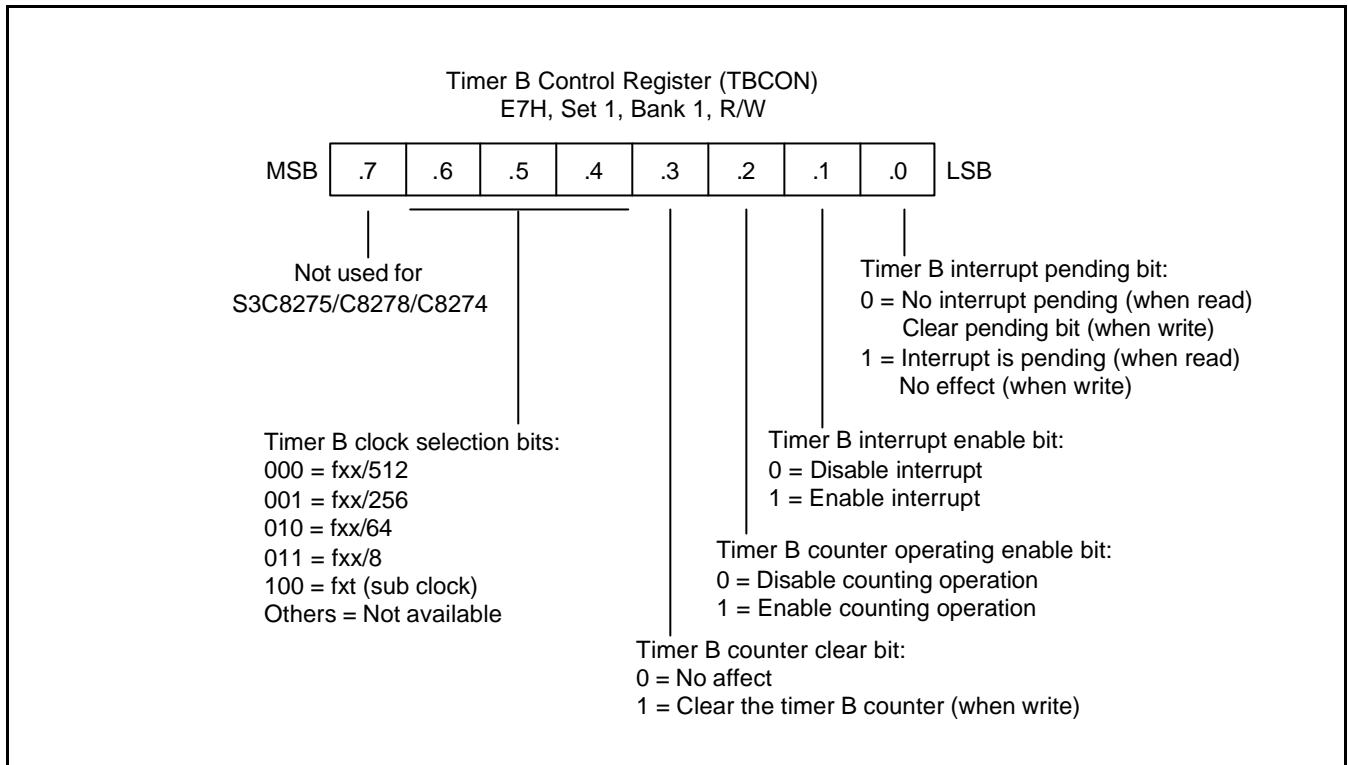 Timer B Control Register (TBCON)
E7H, Set 1, Bank 1, R/W
MSB .7 .6 .5 .4 .3 .2 .1 .0 LSB
Not used for
S3C8275/C8278/C8274
Timer B interrupt pending bit:
0 = No interrupt pending (when read)
Clear pending bit (when write)
1 = Interrupt is pending (when read)
No effect (when write)
Timer B clock selection bits:
000 = fxx/512
001 = fxx/256
010 = fxx/64
011 = fxx/8
100 = fxt (sub clock)
Others = Not available
Timer B interrupt enable bit:
0 = Disable interrupt
1 = Enable interrupt
Timer B counter operating enable bit:
0 = Disable counting operation
1 = Enable counting operation
Timer B counter clear bit:
0 = No affect
1 = Clear the timer B counter (when write)